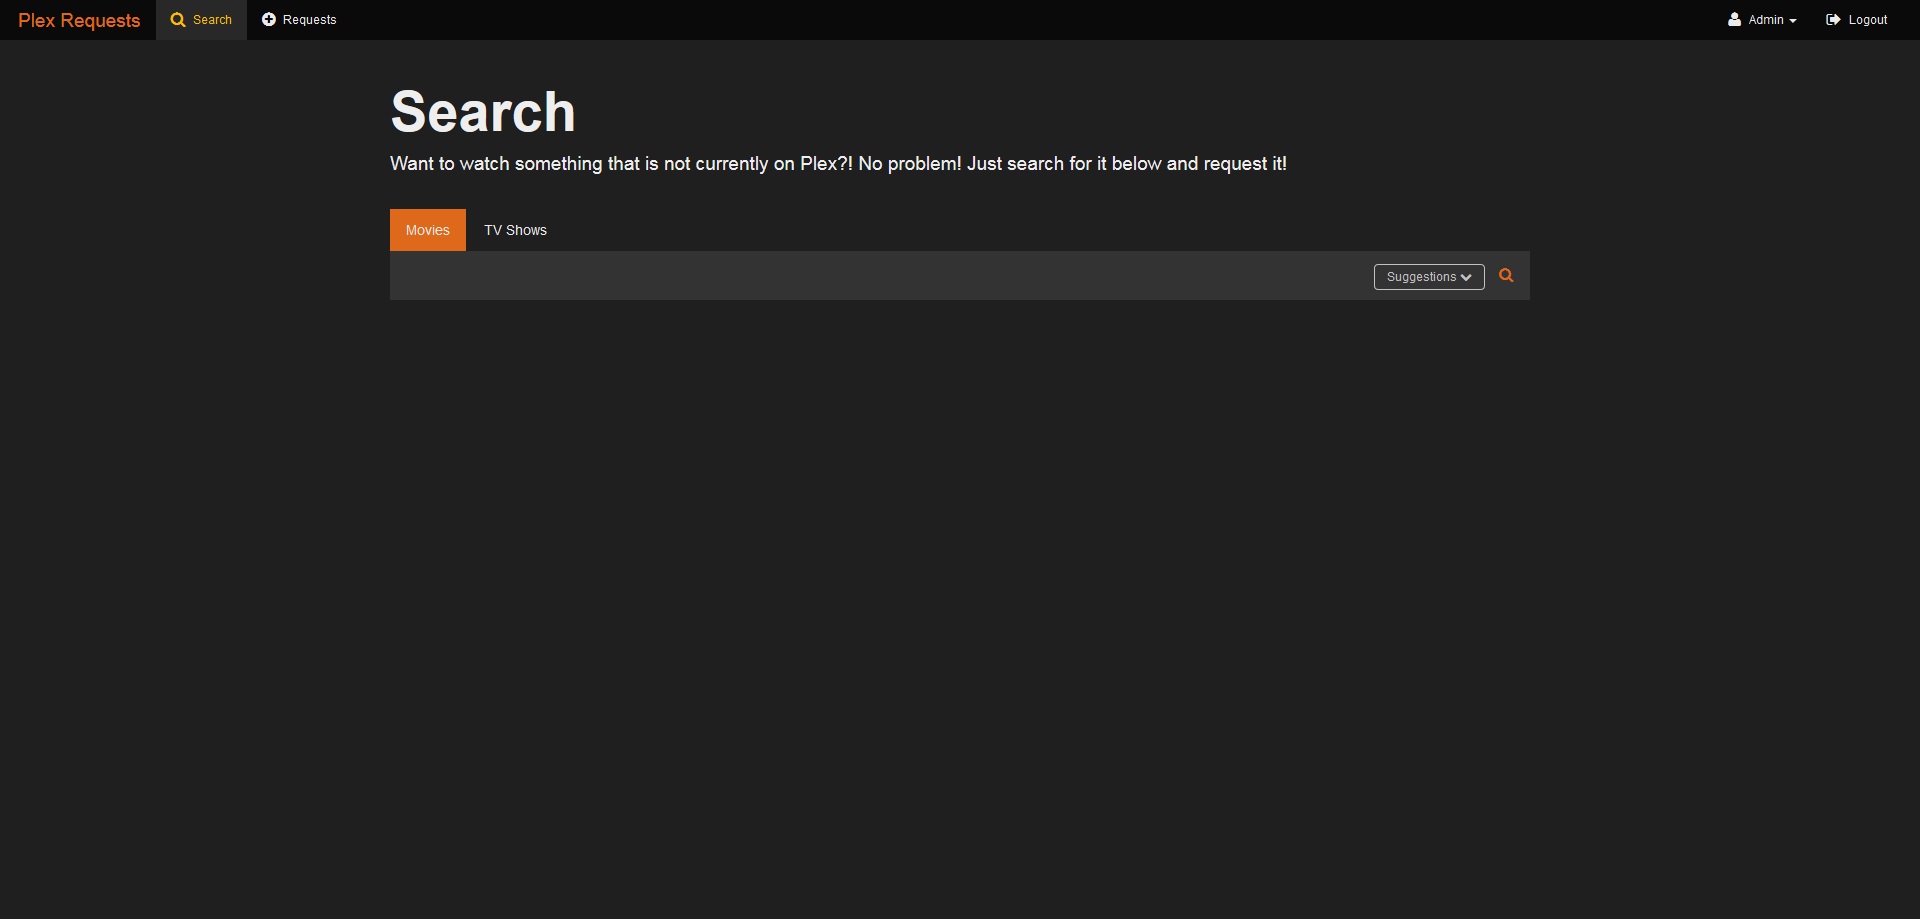 Plex Requests Search Requests Admin Logout
Search
Want to watch something that is not currently on Plex?! No problem! Just search for it below and request it!
Movies TV Shows
Suggestions